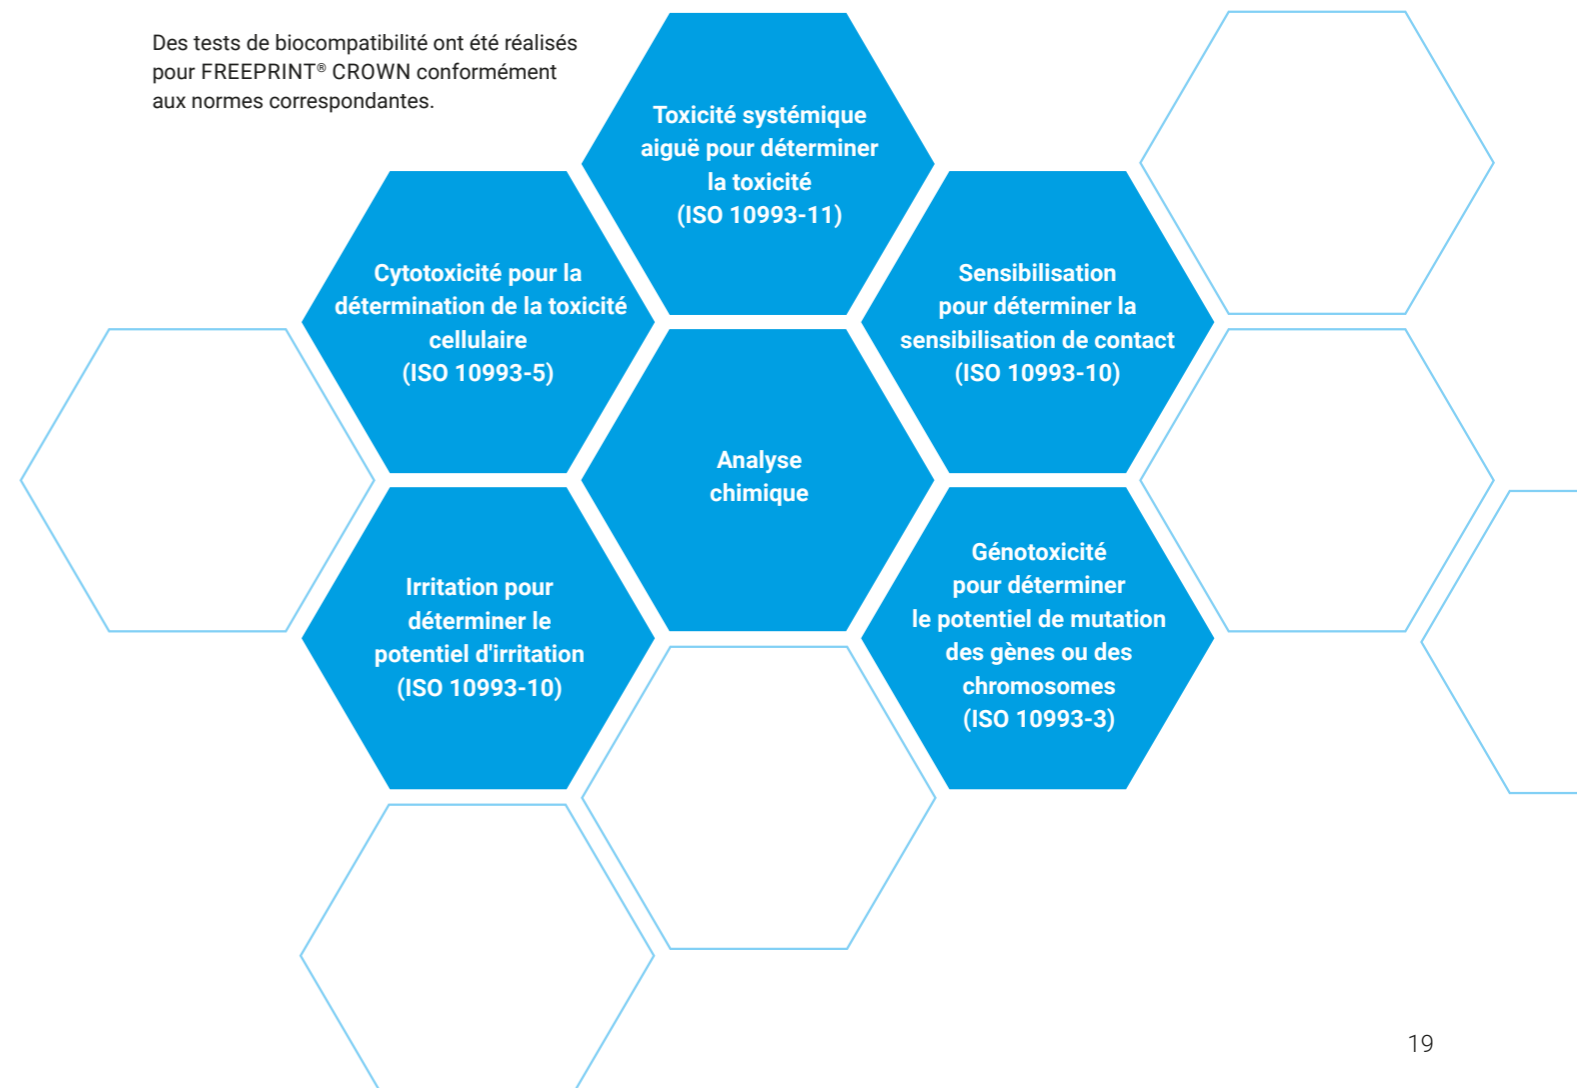 Des tests de biocompatibilité ont été réalisés
pour FREEPRINT® CROWN conformément
aux normes correspondantes.
Toxicité systémique
aiguë pour déterminer
la toxicité
(ISO 10993-11)
Cytotoxicité pour la
détermination de la toxicité
cellulaire
(ISO 10993-5)
Sensibilisation
pour déterminer la
sensibilisation de contact
(ISO 10993-10)
Analyse
chimique
Irritation pour
déterminer le
potentiel d'irritation
(ISO 10993-10)
Génotoxicité
pour déterminer
le potentiel de mutation
des gènes ou des
chromosomes
(ISO 10993-3)
19